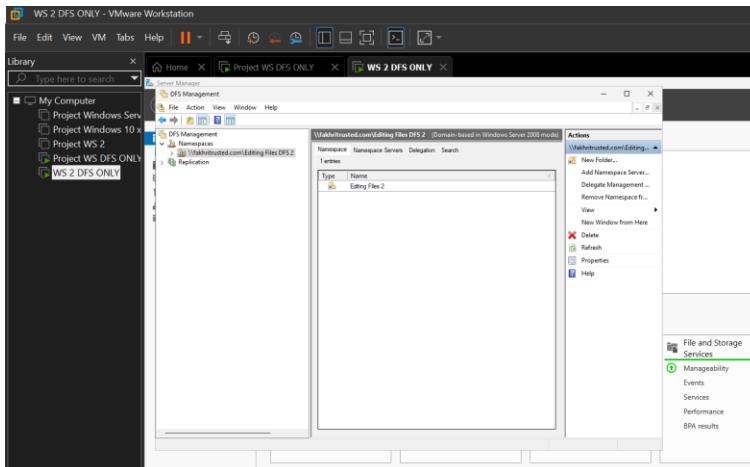 WS 2 DFS ONLY - VMware Workstation
File Edit View VM Tabs Help
Library
Type here to search
My Computer
Project Windows Serv
Project Windows 10 x
Project WS 2
Project WS DFS ONLY
WS 2 DFS ONLY
Home
Project WS DFS ONLY
WS 2 DFS ONLY
Server Manager
DFS Management
File Action View Window Help
DFS Management
Namespaces
\\fakhritrusted.com\Editing Files DFS 2
Replication
\\fakhritrusted.com\Editing Files DFS 2 (Domain-based in Windows Server 2008 mode)
Namespace Namespace Servers Delegation Search
1 entries
Type Name
Editing Files 2
Actions
\\fakhritrusted.com\Editing...
New Folder...
Add Namespace Server...
Delegate Management ...
Remove Namespace fr...
View
New Window from Here
Delete
Refresh
Properties
Help
File and Storage
Services
Manageability
Events
Services
Performance
BPA results